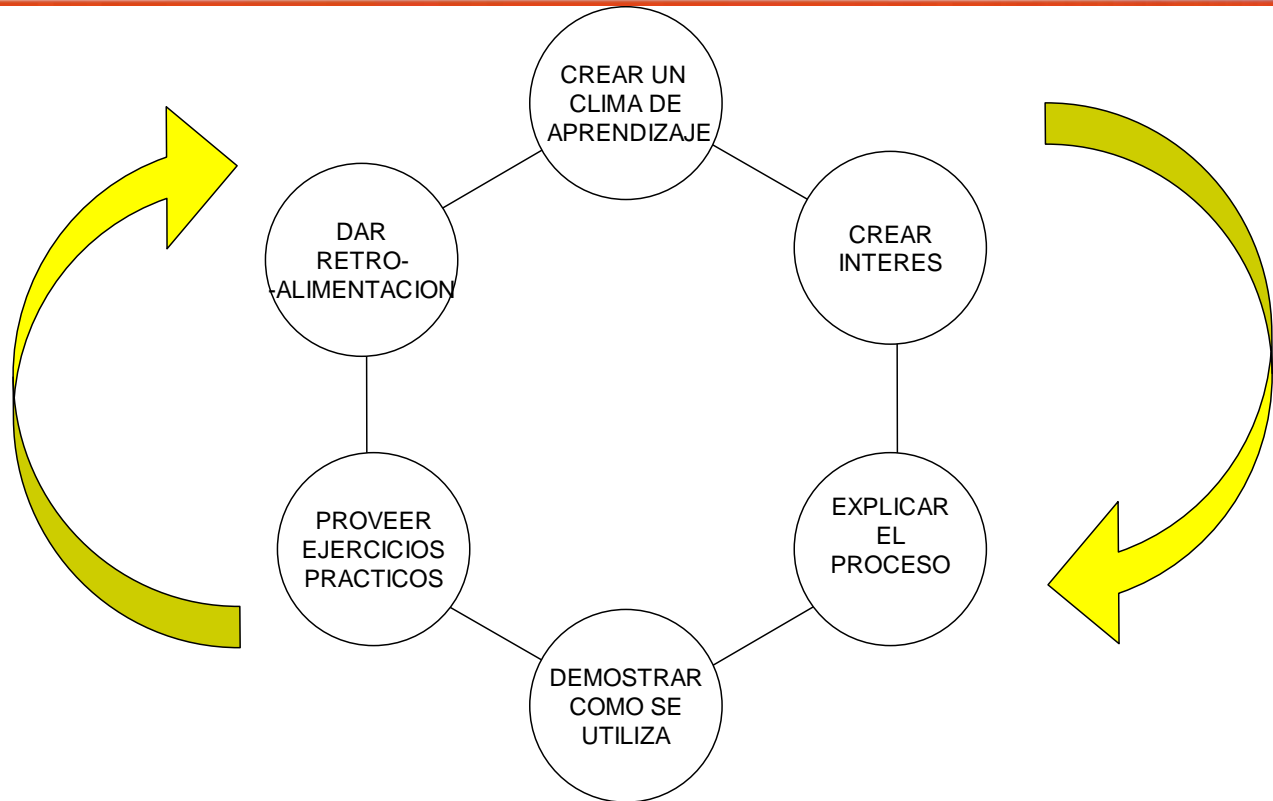 CREAR UN
CLIMA DE
APRENDIZAJE
CREAR
INTERES
EXPLICAR
EL
PROCESO
DEMOSTRAR
COMO SE
UTILIZA
PROVEER
EJERCICIOS
PRACTICOS
DAR
RETRO-
-ALIMENTACION